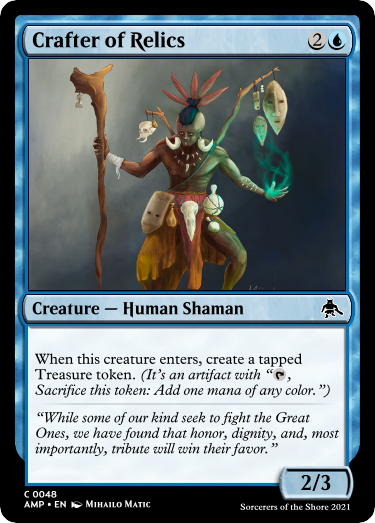 Crafter of Relics 2
Creature — Human Shaman
When this creature enters, create a tapped
Treasure token. (It's an artifact with “,
Sacrifice this token: Add one mana of any color.”)
“While some of our kind seek to fight the Great
Ones, we have found that honor, dignity, and, most
importantly, tribute will win their favor.”
2/3
C 0048
AMP • EN Mihailo Matic
Sorcerers of the Shore 2021